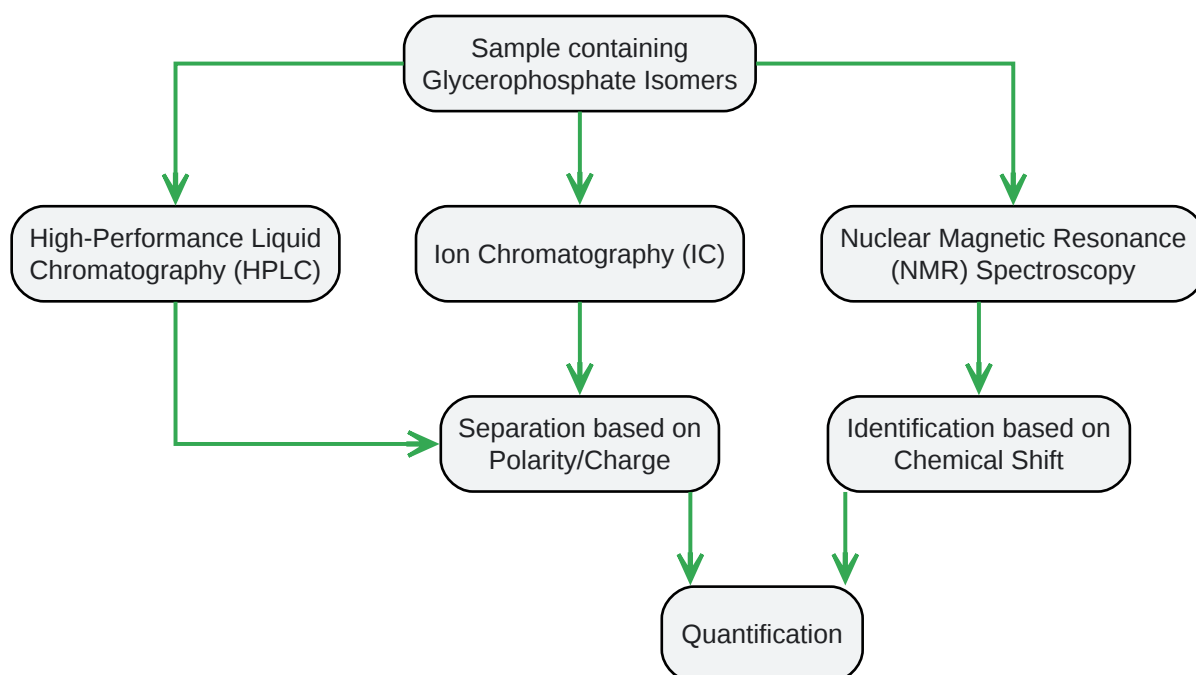 Sample containing
Glycerophosphate Isomers
High-Performance Liquid
Chromatography (HPLC)
Ion Chromatography (IC)
Nuclear Magnetic Resonance
(NMR) Spectroscopy
Separation based on
Polarity/Charge
Identification based on
Chemical Shift
Quantification